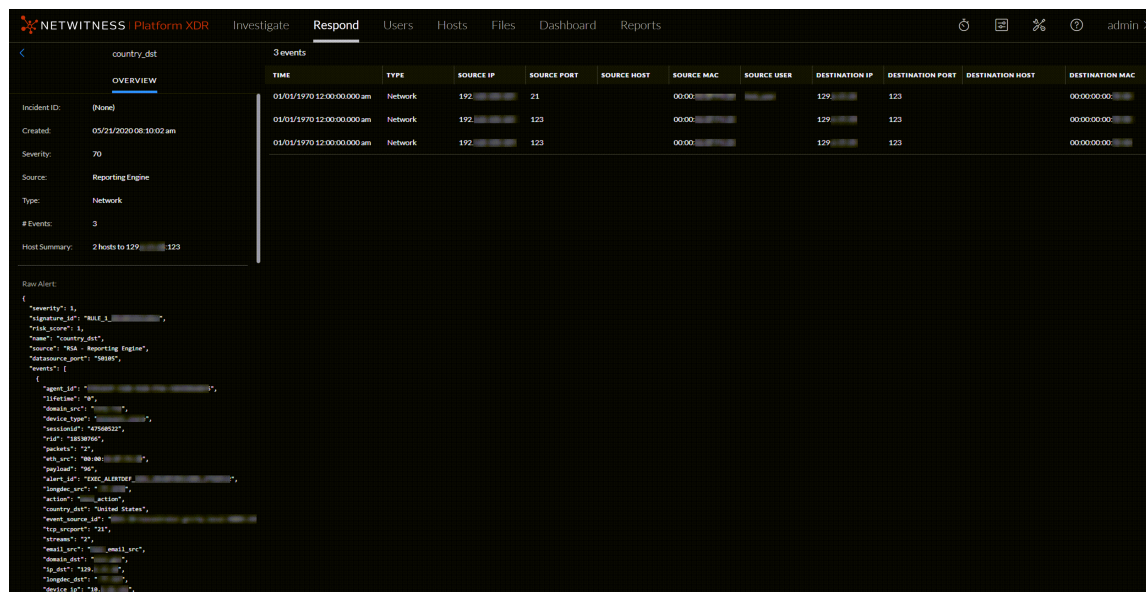 NETWITNESS Platform XDR Investigate Respond Users Hosts Files Dashboard Reports admin
country_dst
OVERVIEW
Incident ID: (None)
Created: 05/21/2020 08:10:02 am
Severity: 70
Source: Reporting Engine
Type: Network
# Events: 3
Host Summary: 2 hosts to 129. :123
3 events
TIME TYPE SOURCE IP SOURCE PORT SOURCE HOST SOURCE MAC SOURCE USER DESTINATION IP DESTINATION PORT DESTINATION HOST DESTINATION MAC
01/01/1970 12:00:00.000 am Network 192. 21 00:00: 129. 123 00:00:00:00:
01/01/1970 12:00:00.000 am Network 192. 123 00:00: 129 123 00:00:00:00:
01/01/1970 12:00:00.000 am Network 192. 123 00:00: 129 123 00:00:00:00:
Raw Alert:
{
"severity": 1,
"signature_id": "RULE_1_ ",
"risk_score": 1,
"name": "country_dst",
"source": "RSA - Reporting Engine",
"datasource_port": "50105",
"events": [
{
"agent_id": " ",
"lifetime": "0",
"domain_src": " ",
"device_type": " ",
"sessionid": "47560522",
"rid": "18530766",
"packets": "2",
"eth_src": "00:00: ",
"payload": "96",
"alert_id": "EXEC_ALERTDEF_ ",
"longdec_src": " ",
"action": " _action",
"country_dst": "United States",
"event_source_id": "
"tcp_srcport": "21",
"streams": "2",
"email_src": " _email_src",
"domain_dst": " ",
"ip_dst": "129. ",
"longdec_dst": " ",
"device_ip": "10. ",